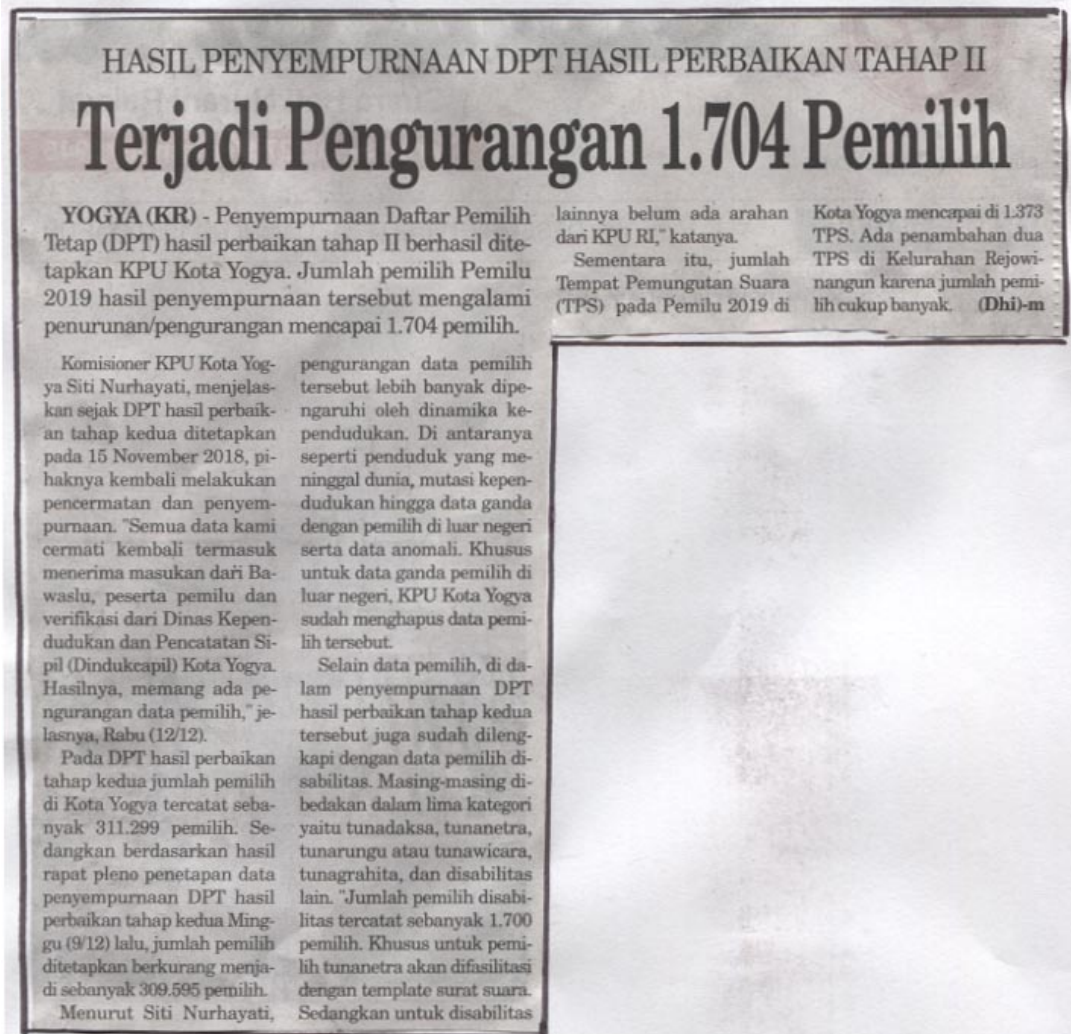 HASIL PENYEMPURNAAN DPT HASIL PERBAIKAN TAHAP II
Terjadi Pengurangan 1.704 Pemilih
YOGYA (KR) - Penyempurnaan Daftar Pemilih
Tetap (DPT) hasil perbaikan tahap II berhasil dite-
tapkan KPU Kota Yogya. Jumlah pemilih Pemilu
2019 hasil penyempurnaan tersebut mengalami
penurunan/pengurangan mencapai 1.704 pemilih.
Komisioner KPU Kota Yog-
ya Siti Nurhayati, menjelas-
kan sejak DPT hasil perbaik-
an tahap kedua ditetapkan
pada 15 November 2018, pi-
haknya kembali melakukan
pencermatan dan penyem-
purnaan. "Semua data kami
cermati kembali termasuk
menerima masukan dari Ba-
waslu, peserta pemilu dan
verifikasi dari Dinas Kepen-
dudukan dan Pencatatan Si-
pil (Dindukcapil) Kota Yogya.
Hasilnya, memang ada pe-
ngurangan data pemilih," je-
lasnya, Rabu (12/12).
Pada DPT hasil perbaikan
tahap kedua jumlah pemilih
di Kota Yogya tercatat seba-
nyak 311.299 pemilih. Se-
dangkan berdasarkan hasil
rapat pleno penetapan data
penyempurnaan DPT hasil
perbaikan tahap kedua Ming-
gu (9/12) lalu, jumlah pemilih
ditetapkan berkurang menja-
di sebanyak 309.595 pemilih.
Menurut Siti Nurhayati,
pengurangan data pemilih
tersebut lebih banyak dipe-
ngaruhi oleh dinamika ke-
pendudukan. Di antaranya
seperti penduduk yang me-
ninggal dunia, mutasi kepen-
dudukan hingga data ganda
dengan pemilih di luar negeri
serta data anomali. Khusus
untuk data ganda pemilih di
luar negeri, KPU Kota Yogya
sudah menghapus data pemi-
lih tersebut.
Selain data pemilih, di da-
lam penyempurnaan DPT
hasil perbaikan tahap kedua
tersebut juga sudah dileng-
kapi dengan data pemilih di-
sabilitas. Masing-masing di-
bedakan dalam lima kategori
yaitu tunadaksa, tunanetra,
tunarungu atau tunawicara,
tunagrahita, dan disabilitas
lain. "Jumlah pemilih disabi-
litas tercatat sebanyak 1.700
pemilih. Khusus untuk pemi-
lih tunanetra akan difasilitasi
dengan template surat suara.
Sedangkan untuk disabilitas
lainnya belum ada arahan
dari KPU RI," katanya.
Sementara itu, jumlah
Tempat Pemungutan Suara
(TPS) pada Pemilu 2019 di
Kota Yogya mencapai di 1.373
TPS. Ada penambahan dua
TPS di Kelurahan Rejowi-
nangun karena jumlah pemi-
lih cukup banyak. (Dhi)-m